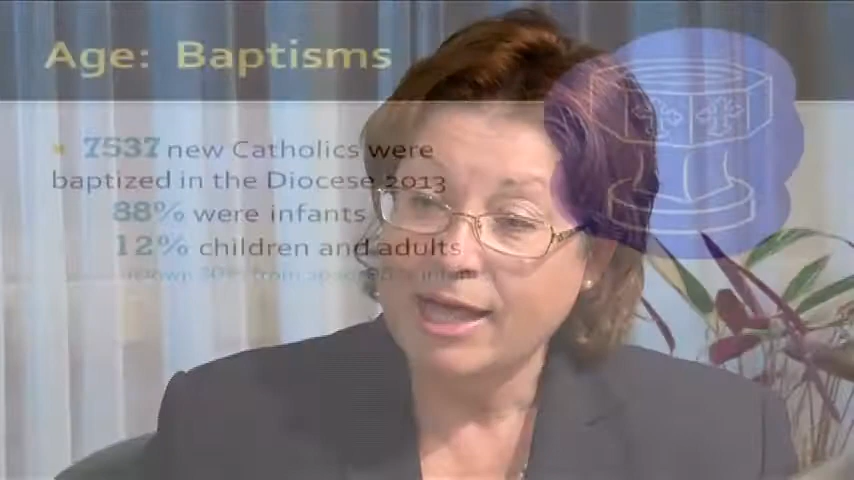 Age: Baptisms
7537 new Catholics were
baptized in the Diocese 2013
88% were infants
12% children and adults